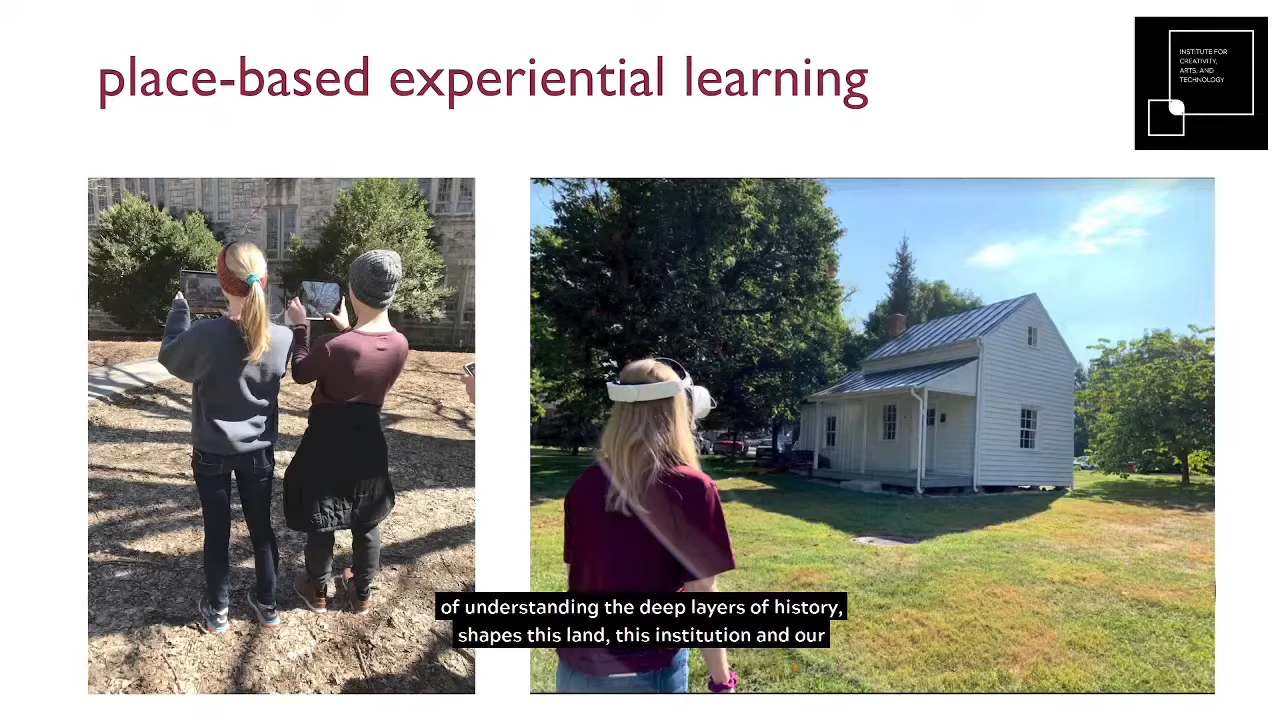 place-based experiential learning
INSTITUTE FOR
CREATIVITY,
ARTS, AND
TECHNOLOGY
of understanding the deep layers of history,
shapes this land, this institution and our